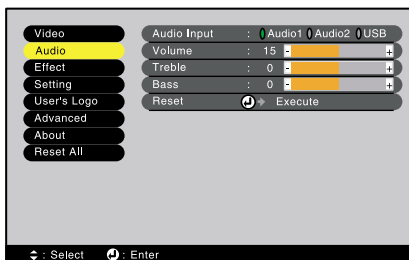 Video
Audio
Effect
Setting
User's Logo
Advanced
About
Reset All
Audio Input : Audio1 Audio2 USB
Volume : 15 - +
Treble : 0 - +
Bass : 0 - +
Reset Execute
: Select : Enter